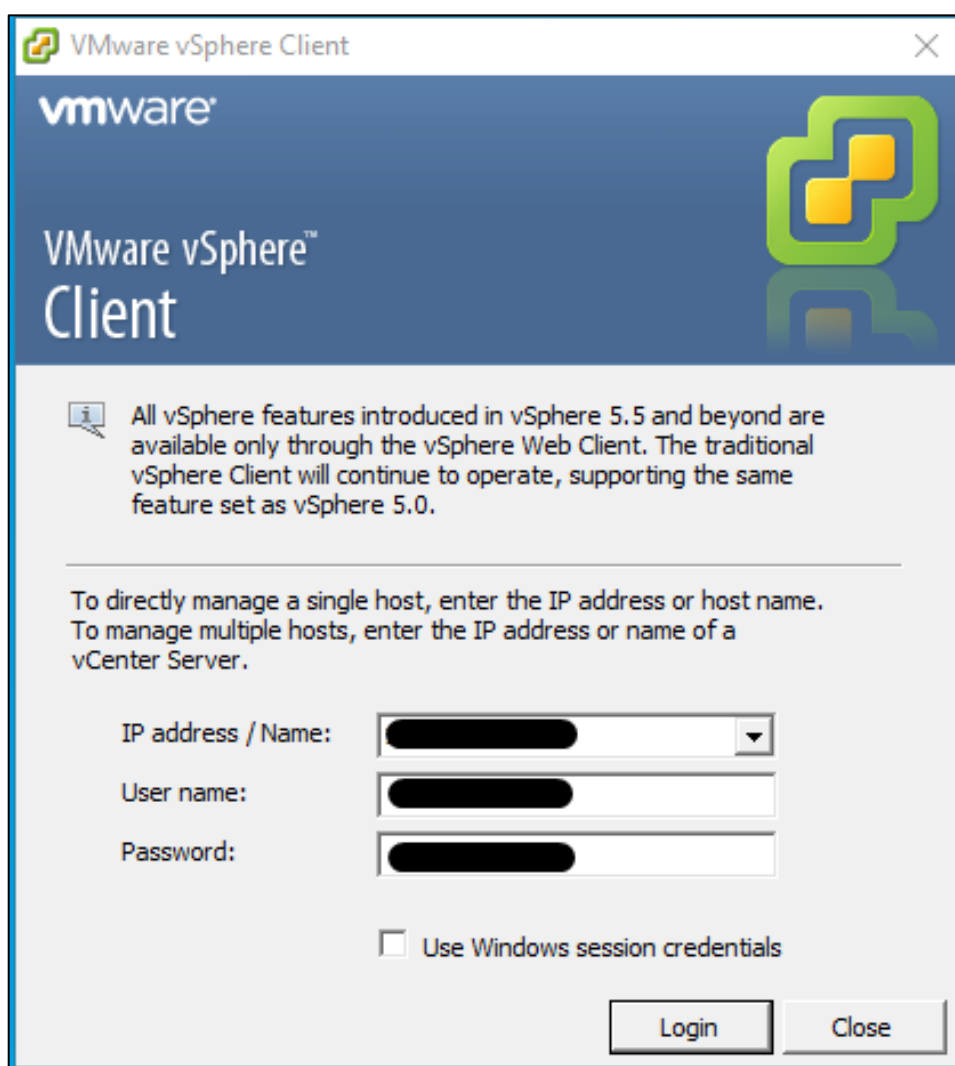 VMware vSphere Client
vmware®
VMware vSphere™
Client
All vSphere features introduced in vSphere 5.5 and beyond are
available only through the vSphere Web Client. The traditional
vSphere Client will continue to operate, supporting the same
feature set as vSphere 5.0.
To directly manage a single host, enter the IP address or host name.
To manage multiple hosts, enter the IP address or name of a
vCenter Server.
IP address / Name:
User name:
Password:
Use Windows session credentials
Login Close